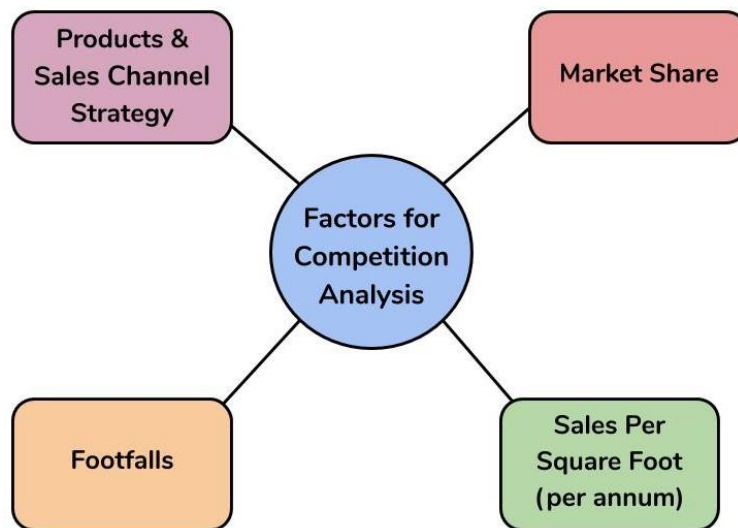 Products &
Sales Channel
Strategy
Market Share
Factors for
Competition
Analysis
Footfalls
Sales Per
Square Foot
(per annum)